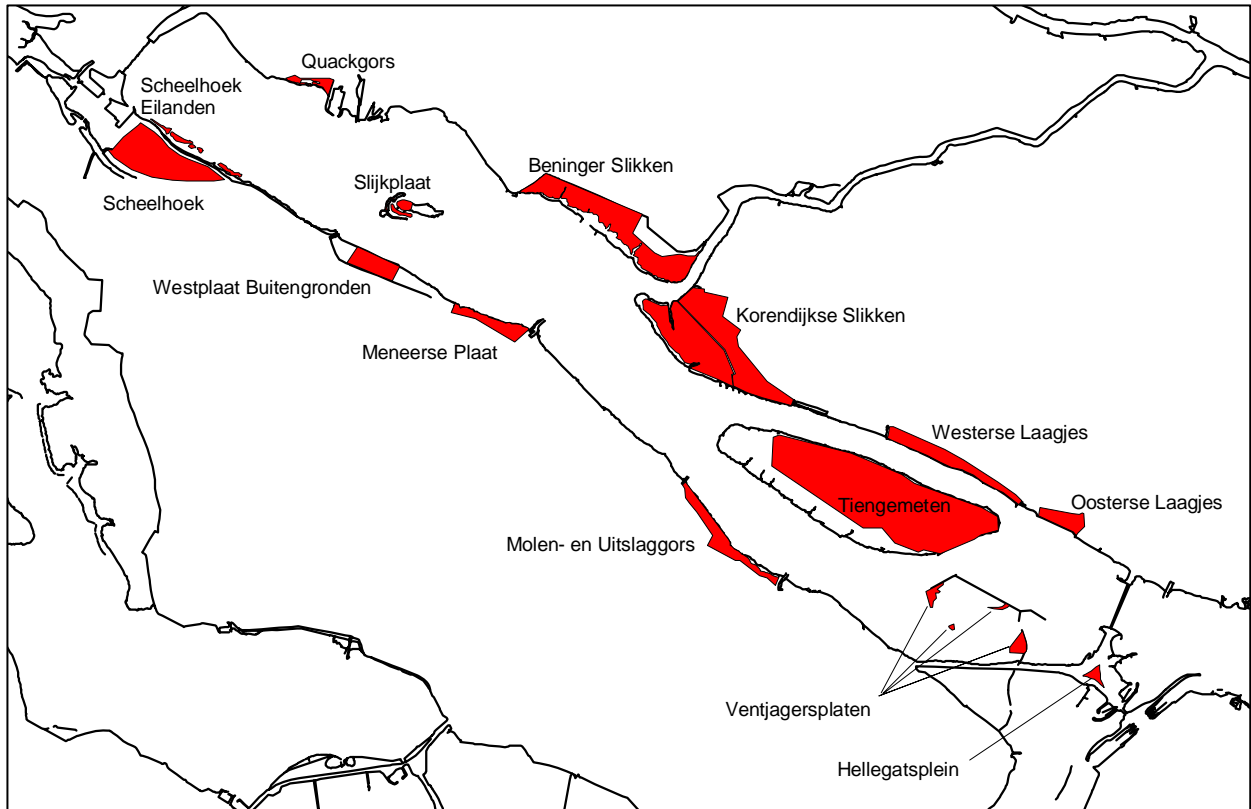 Quackgors
Scheelhoek
Eilanden
Beninger Slikken
Slijkplaat
Scheelhoek
Westplaat Buitengronden
Korendijkse Slikken
Meneerse Plaat
Westerse Laagjes
Tiengemeten
Oosterse Laagjes
Molen- en Uitslaggors
Ventjagersplaten
Hellegatsplein